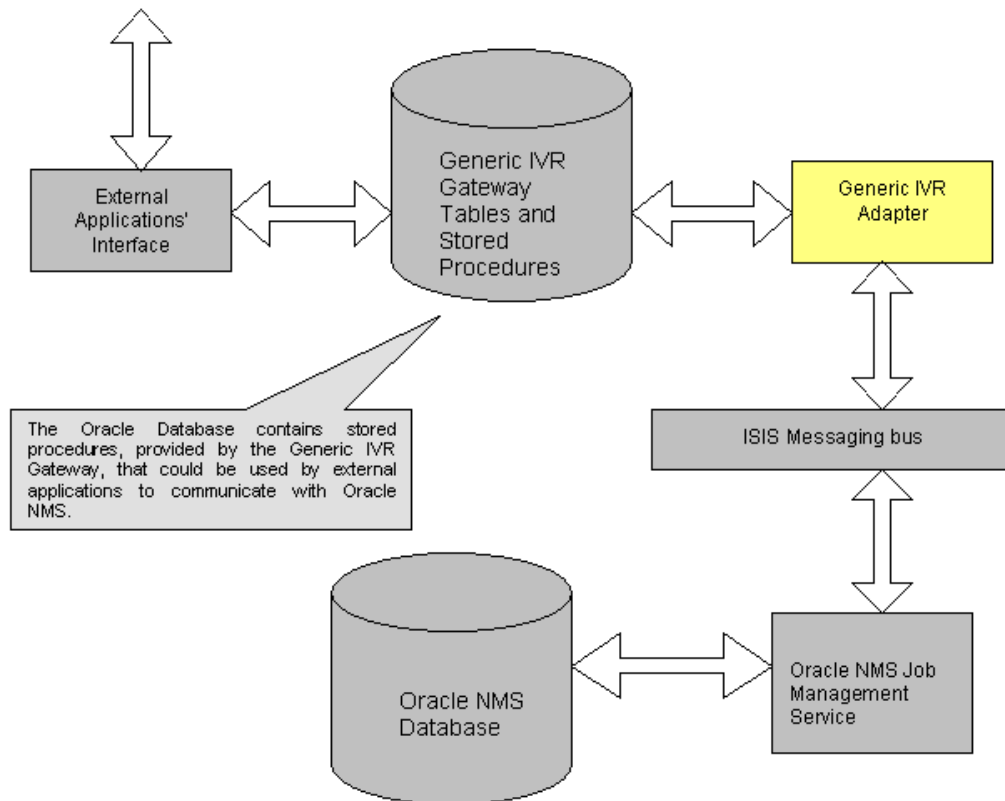 External
Applications'
Interface
Generic IVR
Gateway
Tables and
Stored
Procedures
Generic IVR
Adapter
The Oracle Database contains stored
procedures, provided by the Generic IVR
Gateway, that could be used by external
applications to communicate with Oracle
NMS.
ISIS Messaging bus
Oracle NMS
Database
Oracle NMS Job
Management
Service